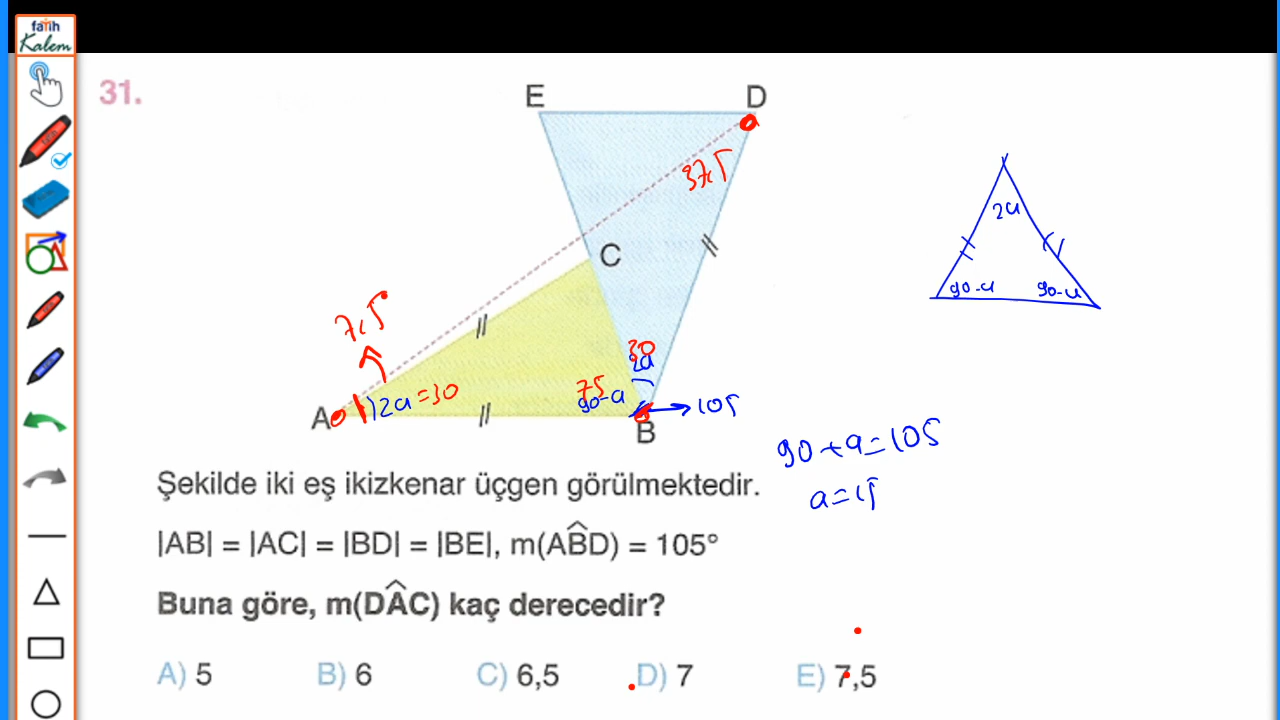 fatih
Kalem
31.
E
D
37,5
C
2a
90-a
90-a
7,5
30
2a
75
90-a
2a=30
105
A
B
90+a=105
a=15
Şekilde iki eş ikizkenar üçgen görülmektedir.
|AB| = |AC| = |BD| = |BE|, m(AB̂D) = 105°
Buna göre, m(DÂC) kaç derecedir?
A) 5 B) 6 C) 6,5 D) 7 E) 7,5